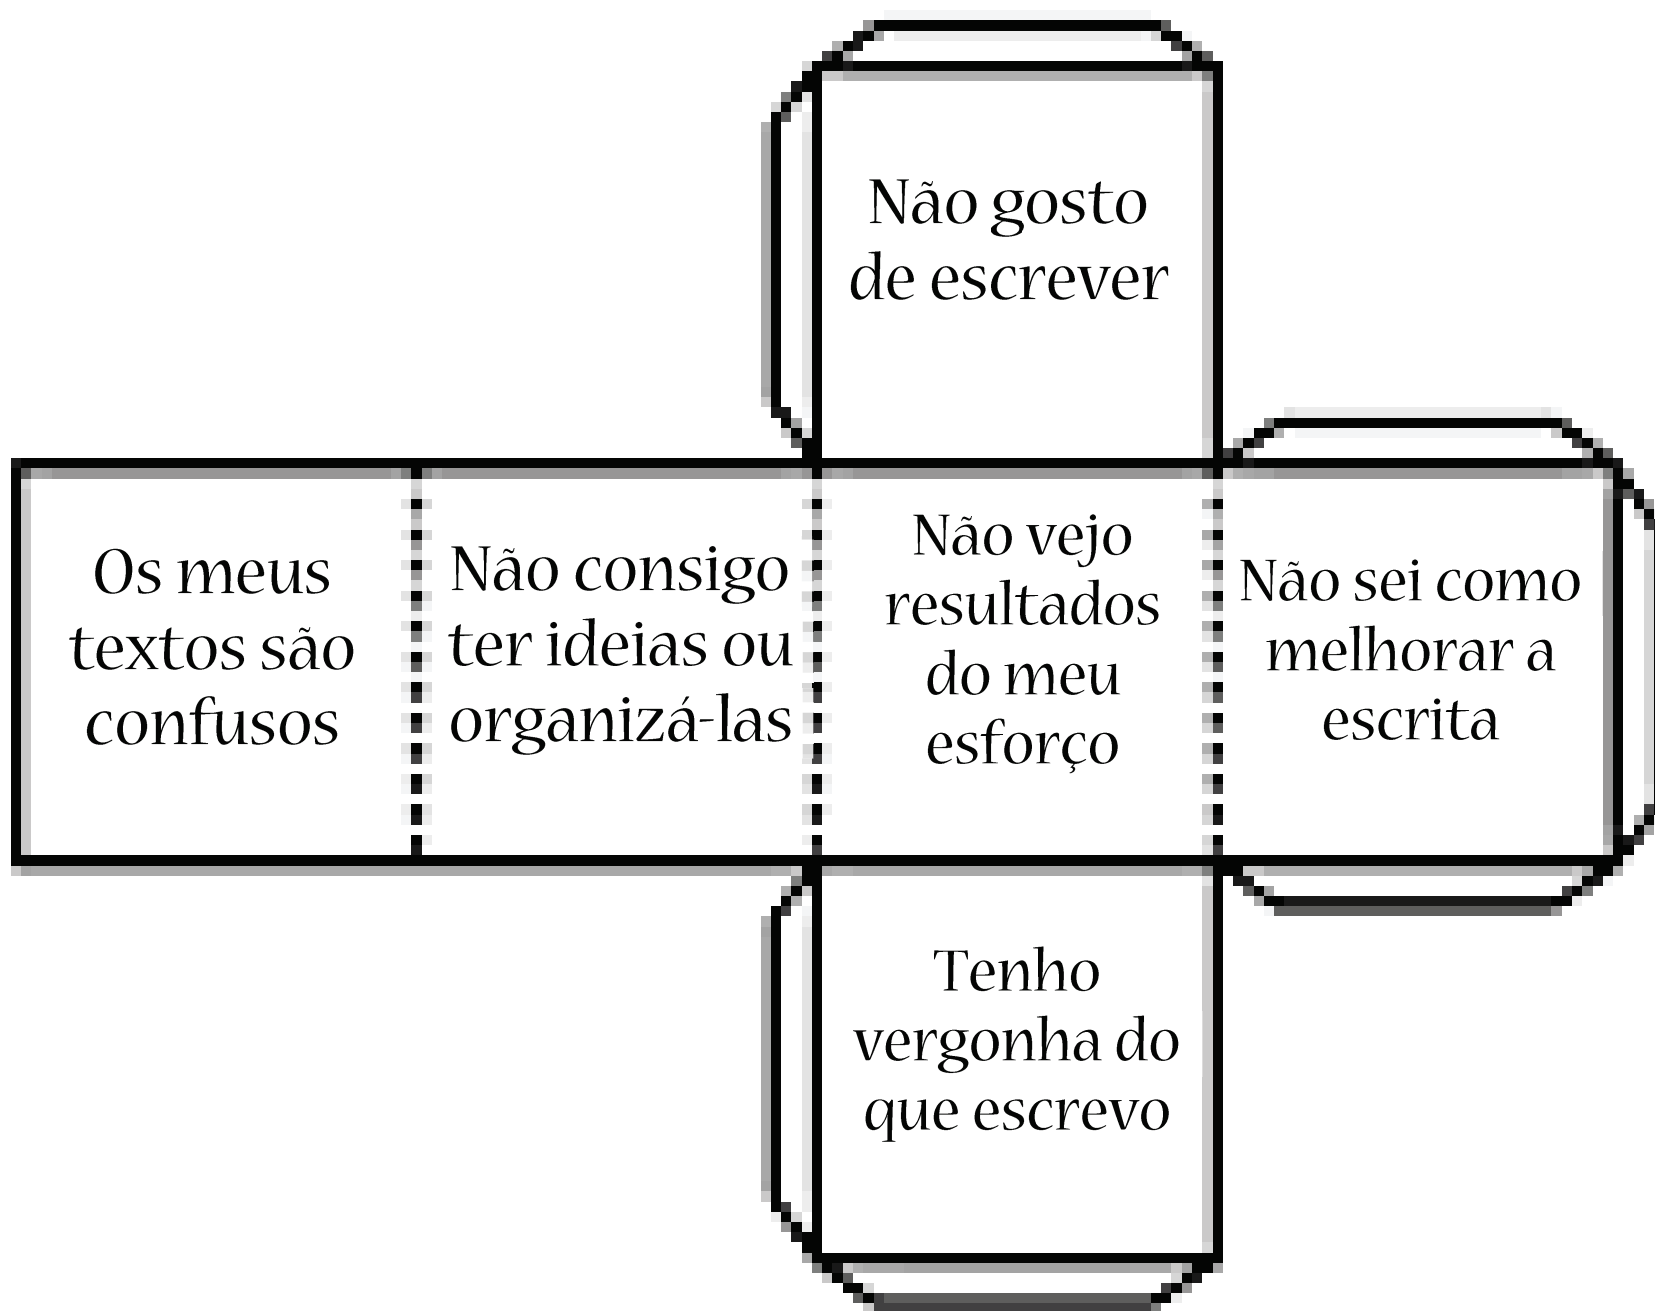 Não gosto
de escrever
Os meus
textos são
confusos
Não consigo
ter ideias ou
organizá-las
Não vejo
resultados
do meu
esforço
Não sei como
melhorar a
escrita
Tenho
vergonha do
que escrevo